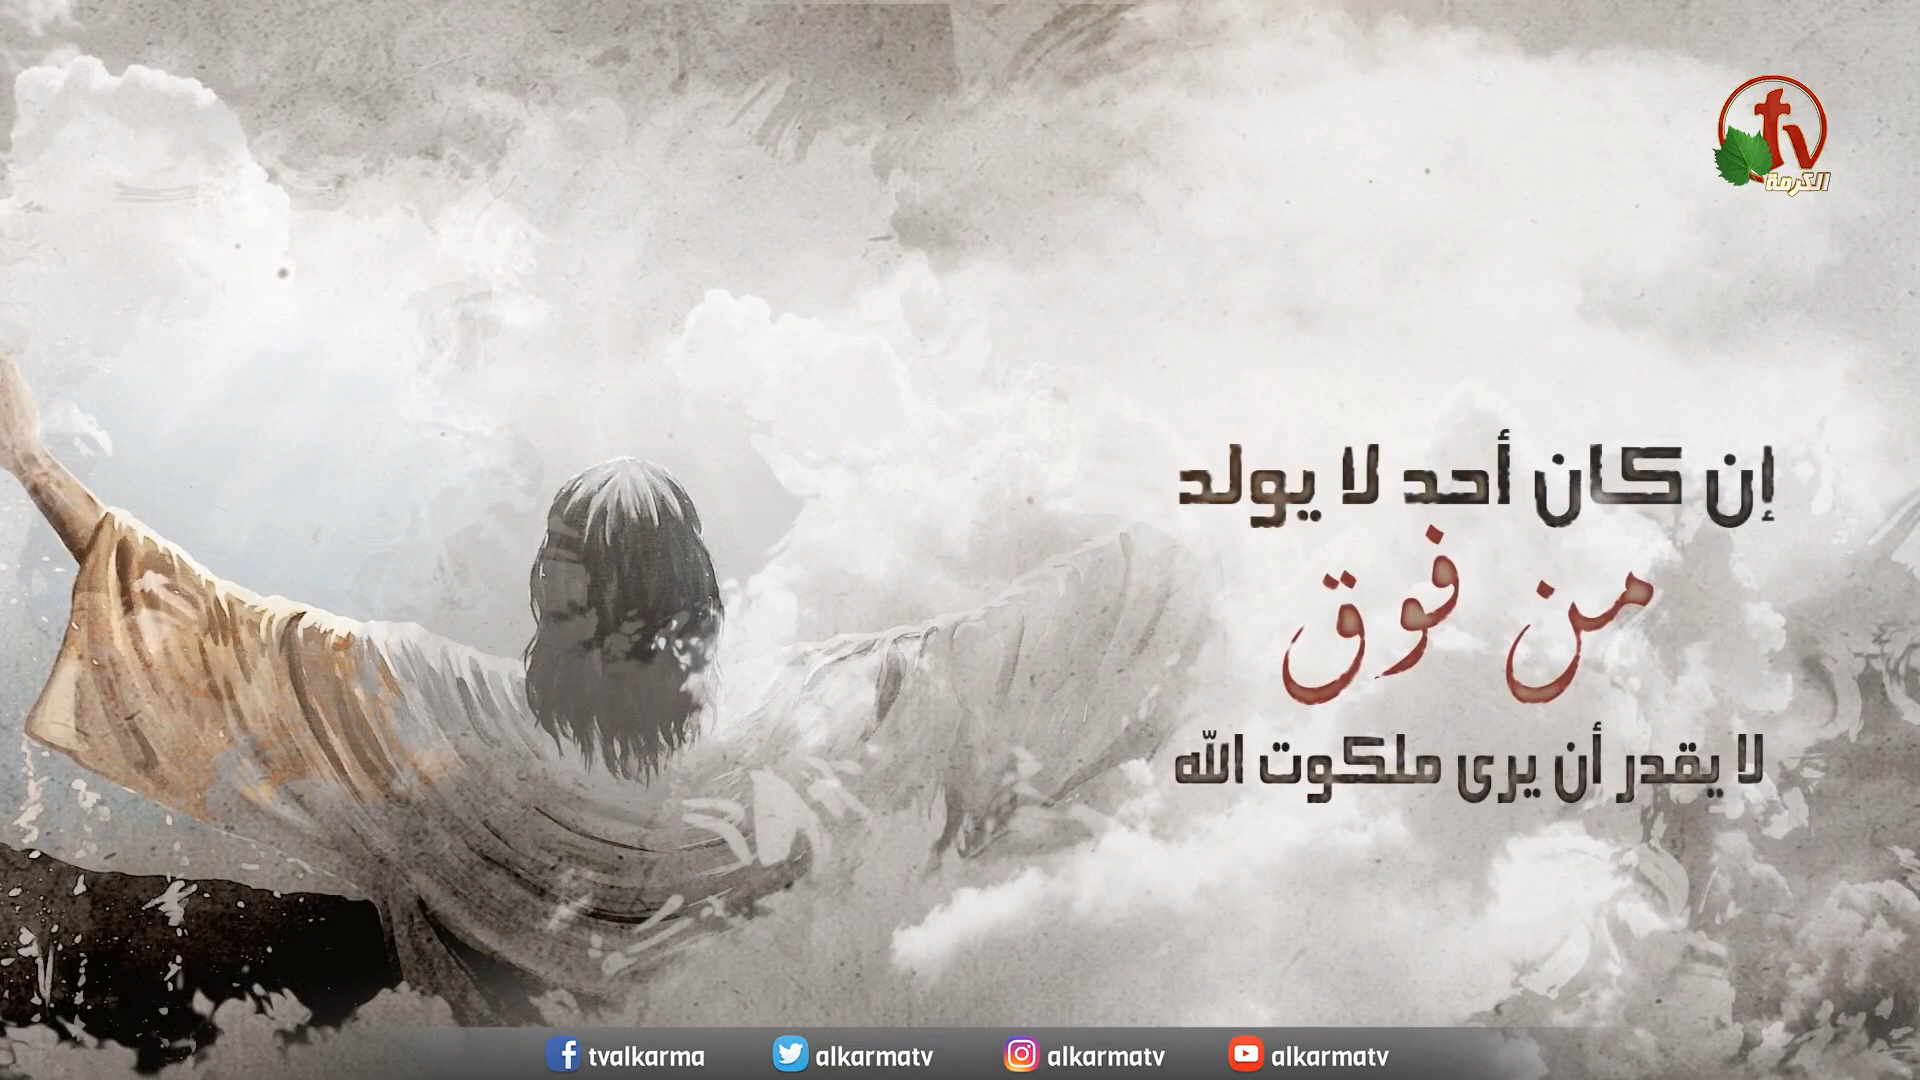 tv
الكرمة
إن كان أحد لا يولد
من فوق
لا يقدر أن يرى ملكوت الله
tvalkarma
alkarmatv
alkarmatv
alkarmatv